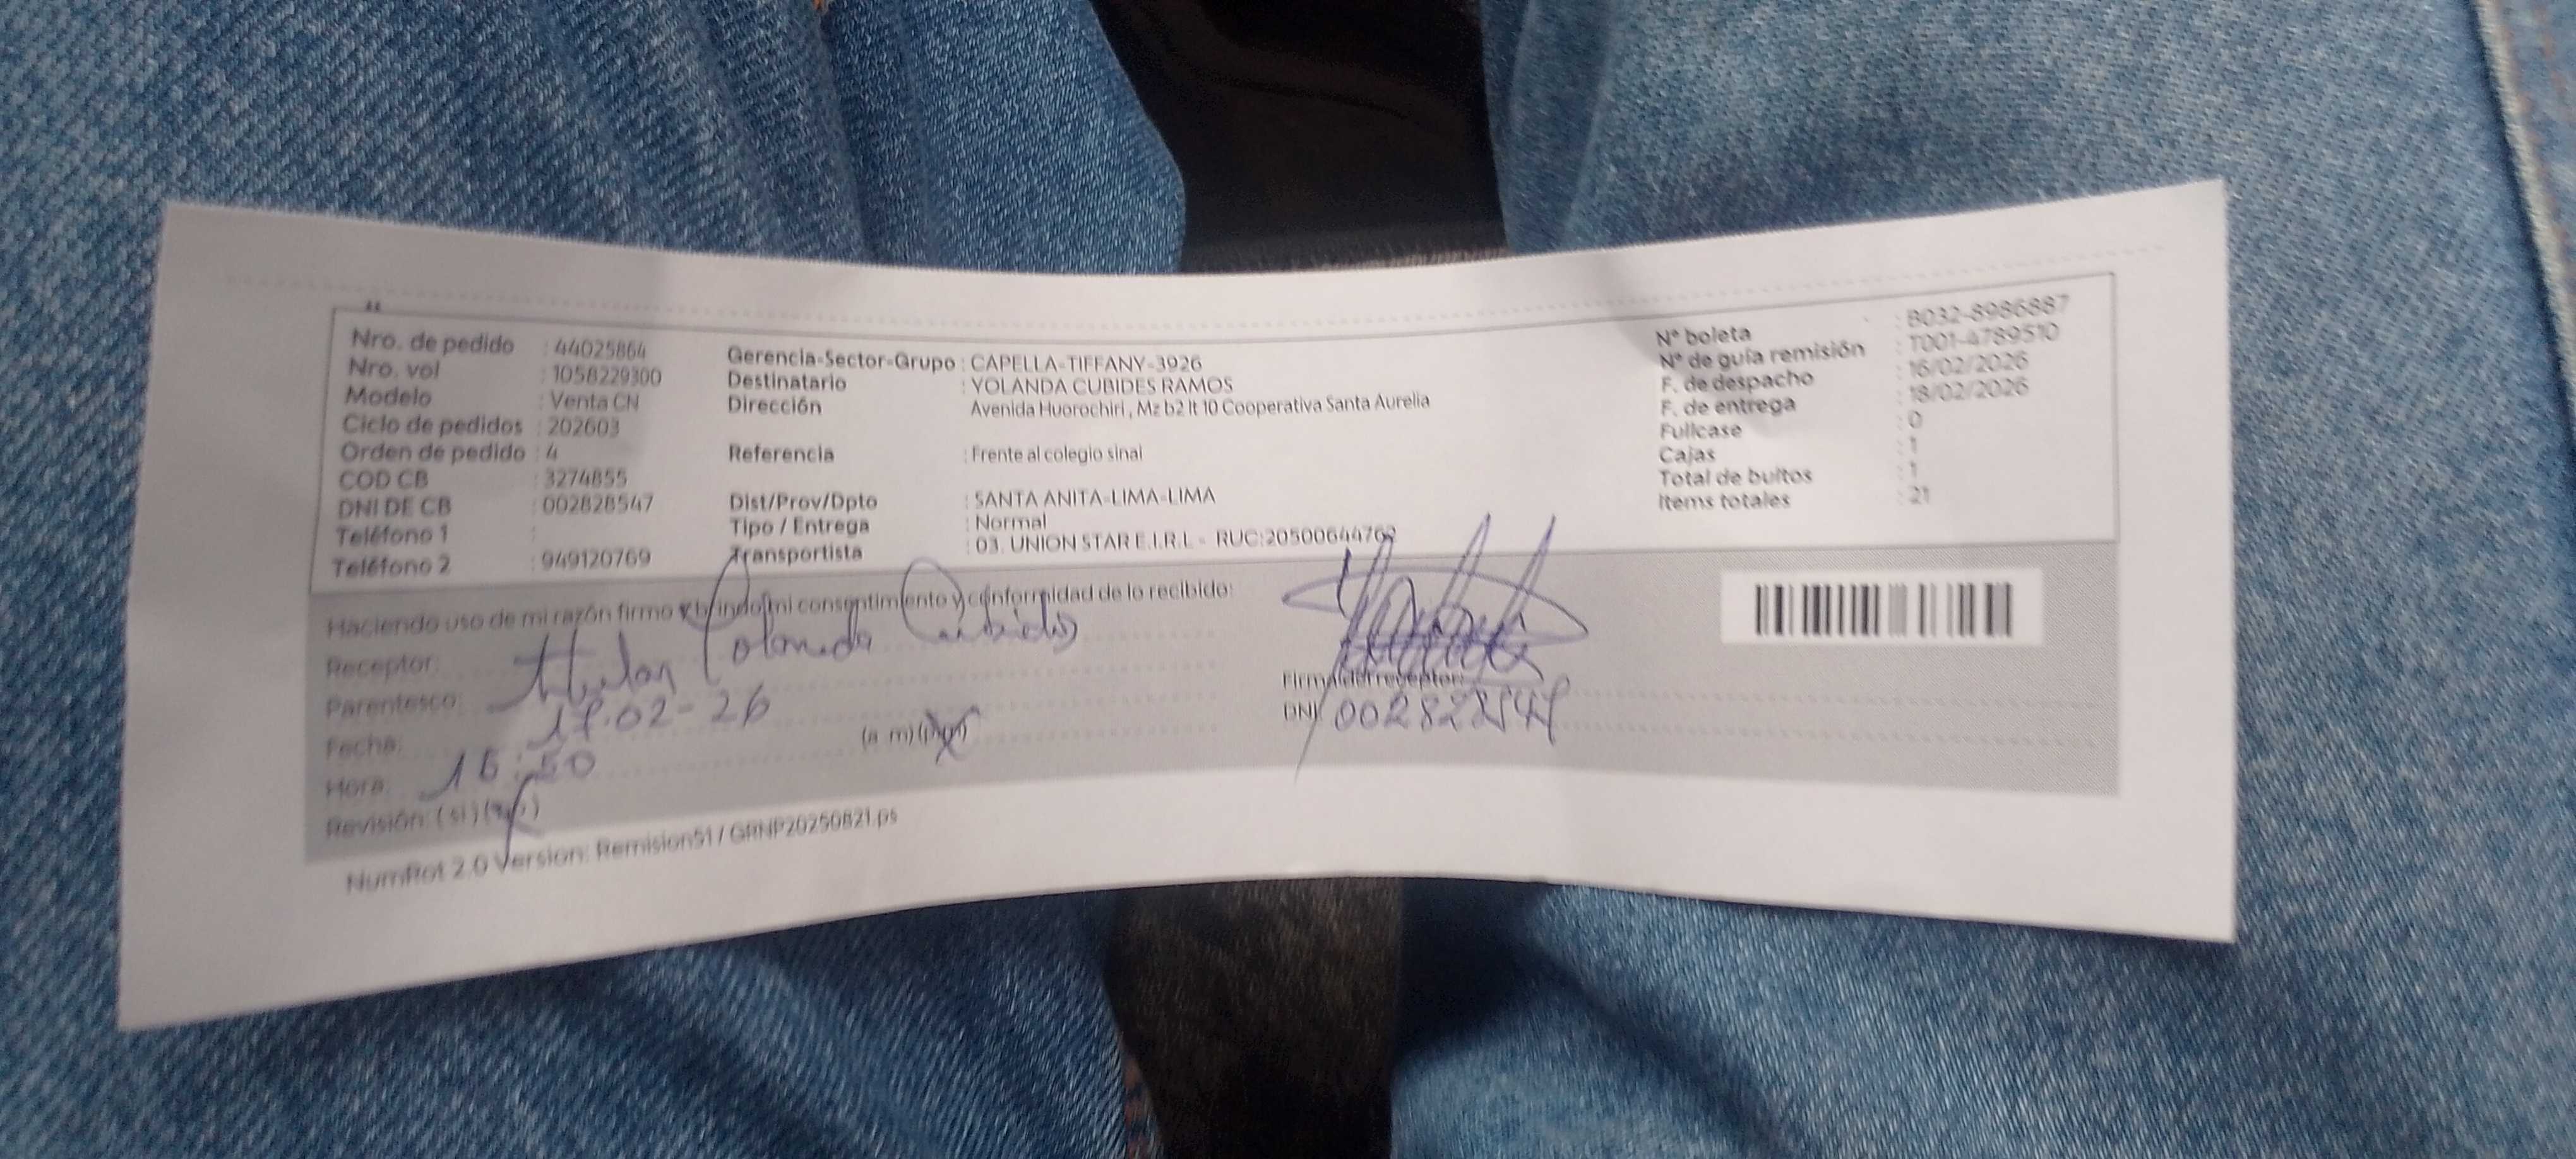 Nro. de pedido : 44025864
Nro. vol : 1058229300
Modelo : Venta CN
Ciclo de pedidos : 202603
Orden de pedido : 4
COD CB : 3274855
DNI DE CB : 002828547
Teléfono 1 :
Teléfono 2 : 949120769
Gerencia-Sector-Grupo : CAPELLA-TIFFANY-3926
Destinatario : YOLANDA CUBIDES RAMOS
Dirección Avenida Huorochiri , Mz b2 lt 10 Cooperativa Santa Aurelia
Referencia : Frente al colegio sinai
Dist/Prov/Dpto : SANTA ANITA-LIMA-LIMA
Tipo / Entrega : Normal
Transportista : 03. UNION STAR E.I.R.L - RUC:20500644762
N° boleta : B032-8986887
N° de guía remisión : T001-4789510
F. de despacho : 16/02/2026
F. de entrega : 18/02/2026
Fullcase : 0
Cajas : 1
Total de bultos : 1
Items totales : 21
Haciendo uso de mi razón firmo y brindo mi consentimiento y conformidad de lo recibido:
Receptor: Yolanda Cubides
Parentesco: titular
Fecha: 02-26
Hora: 16:50 (a m) (p m)
Revisión: ( si ) ( no )
Firma del receptor:
DNI: 002828547
NumRot 2.0 Version: Remision51 / GRNP20250821.ps